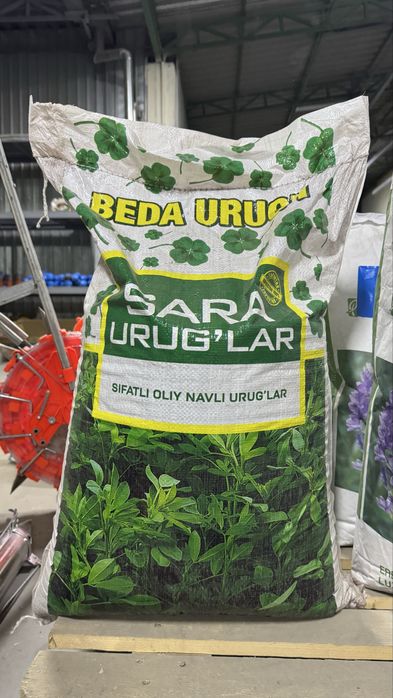 BEDA URUG'I
SARA
URUG'LAR
SIFATLI OLIY NAVLI URUG'LAR